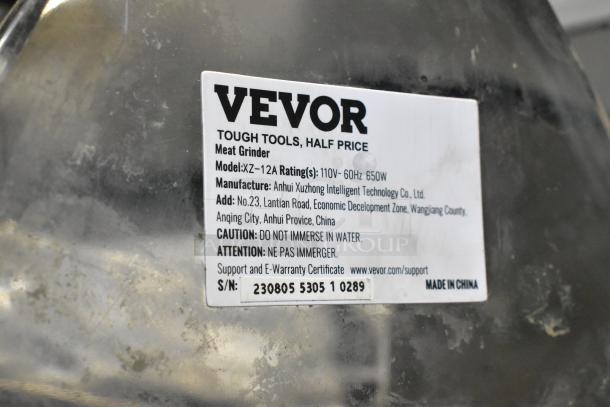 VEVOR
TOUGH TOOLS, HALF PRICE
Meat Grinder
Model:XZ-12A Rating(s): 110V- 60Hz 650W
Manufacture: Anhui Xuzhong Intelligent Technology Co., Ltd.
Add: No.23, Lantian Road, Economic Decelopment Zone, Wangjiang County,
Anqing City, Anhui Provice, China
CAUTION: DO NOT IMMERSE IN WATER.
ATTENTION: NE PAS IMMERGER.
Support and E-Warranty Certificate www.vevor.com/support
S/N: 230805 5305 1 0289 MADE IN CHINA